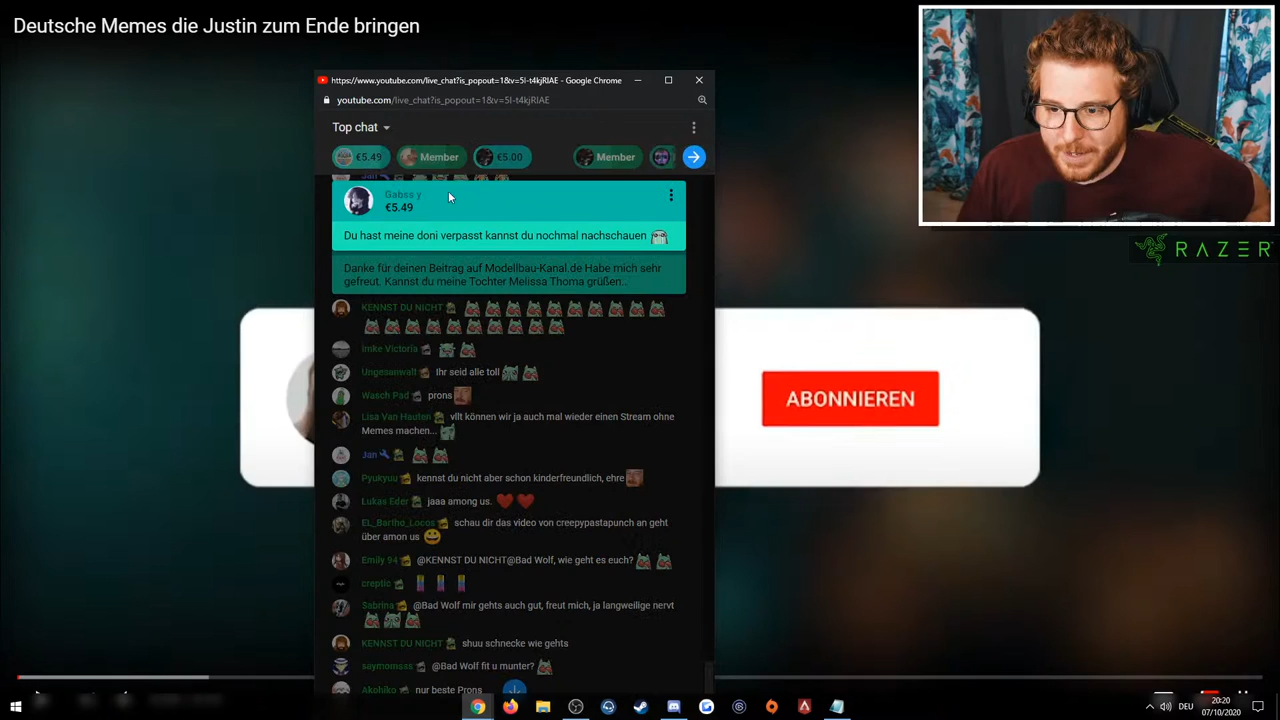 Deutsche Memes die Justin zum Ende bringen
https://www.youtube.com/live_chat?is_popout=1&v=5I-t4kjRIAE - Google Chrome
youtube.com/live_chat?is_popout=1&v=5I-t4kjRIAE
Top chat
€5.49 Member €5.00 Member
Jan
Gabss y
€5.49
Du hast meine doni verpasst kannst du nochmal nachschauen
Danke für deinen Beitrag auf Modellbau-Kanal.de Habe mich sehr
gefreut. Kannst du meine Tochter Melissa Thoma grüßen..
KENNST DU NICHT
Imke Victoria
Ungesanwalt Ihr seid alle toll
Wasch Pad prons
Lisa Van Hauten vllt können wir ja auch mal wieder einen Stream ohne
Memes machen...
Jan
Pyukyuu kennst du nicht aber schon kinderfreundlich, ehre
Lukas Eder jaaa among us.
EL_Bartho_Locos schau dir das video von creepypastapunch an geht
über amon us
Emily 94 @KENNST DU NICHT@Bad Wolf, wie geht es euch?
creptic
Sabrina @Bad Wolf mir gehts auch gut, freut mich, ja langweilige nervt
KENNST DU NICHT shuu schnecke wie gehts
saymomsss @Bad Wolf fit u munter?
Akohiko nur beste Prons
ABONNIEREN
RAZER
DEU
20:20
07/10/2020